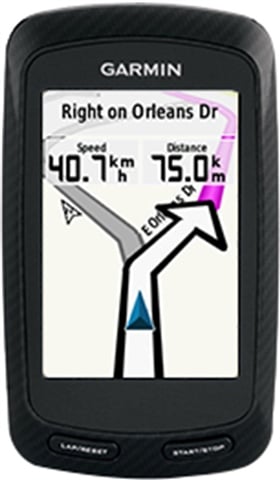 GARMIN
Right on Orleans Dr
Speed Distance
40.7 km/h 75.0 km
E Orleans Dr
LAP/RESET START/STOP